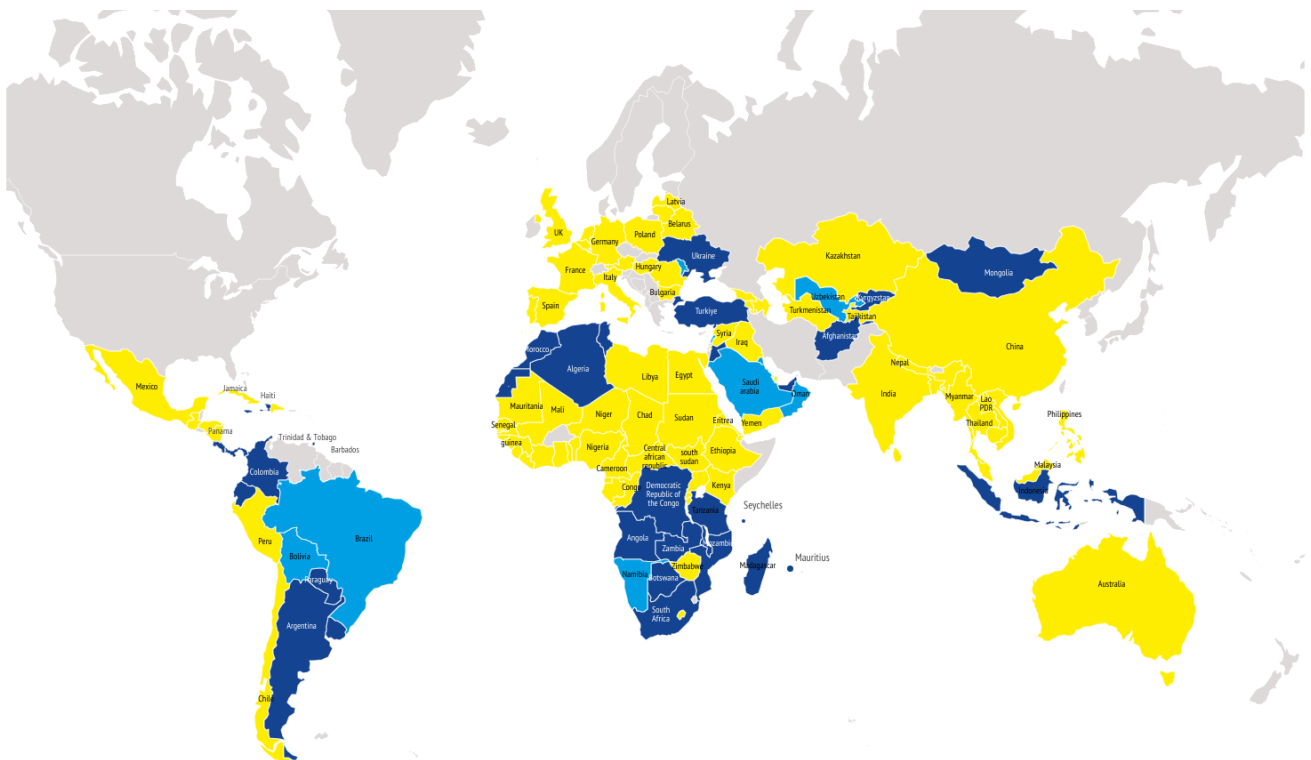 Latvia
Belarus
UK
Germany
Poland
Ukraine
France
Hungary
Italy
Bulgaria
Spain
Turkiye
Kazakhstan
Mongolia
Uzbekistan
Kyrgyzstan
Turkmenistan
Tajikistan
Afghanistan
China
Syria
Iraq
Morocco
Algeria
Libya
Egypt
Saudi
arabia
Oman
Nepal
India
Myanmar
Lao
PDR
Thailand
Philippines
Malaysia
Indonesia
Mexico
Jamaica
Haiti
Panama
Trinidad & Tobago
Barbados
Colombia
Mauritania
Mali
Niger
Chad
Sudan
Eritrea
Yemen
Senegal
guinea
Nigeria
Cameroon
Central
african
republic
south
sudan
Ethiopia
Congo
Kenya
Democratic
Republic of
the Congo
Tanzania
Seychelles
Peru
Brazil
Bolivia
Paraguay
Argentina
Chile
Angola
Zambia
Mozambi
Mauritius
Madagascar
Zimbabwe
Namibia
Botswana
South
Africa
Australia